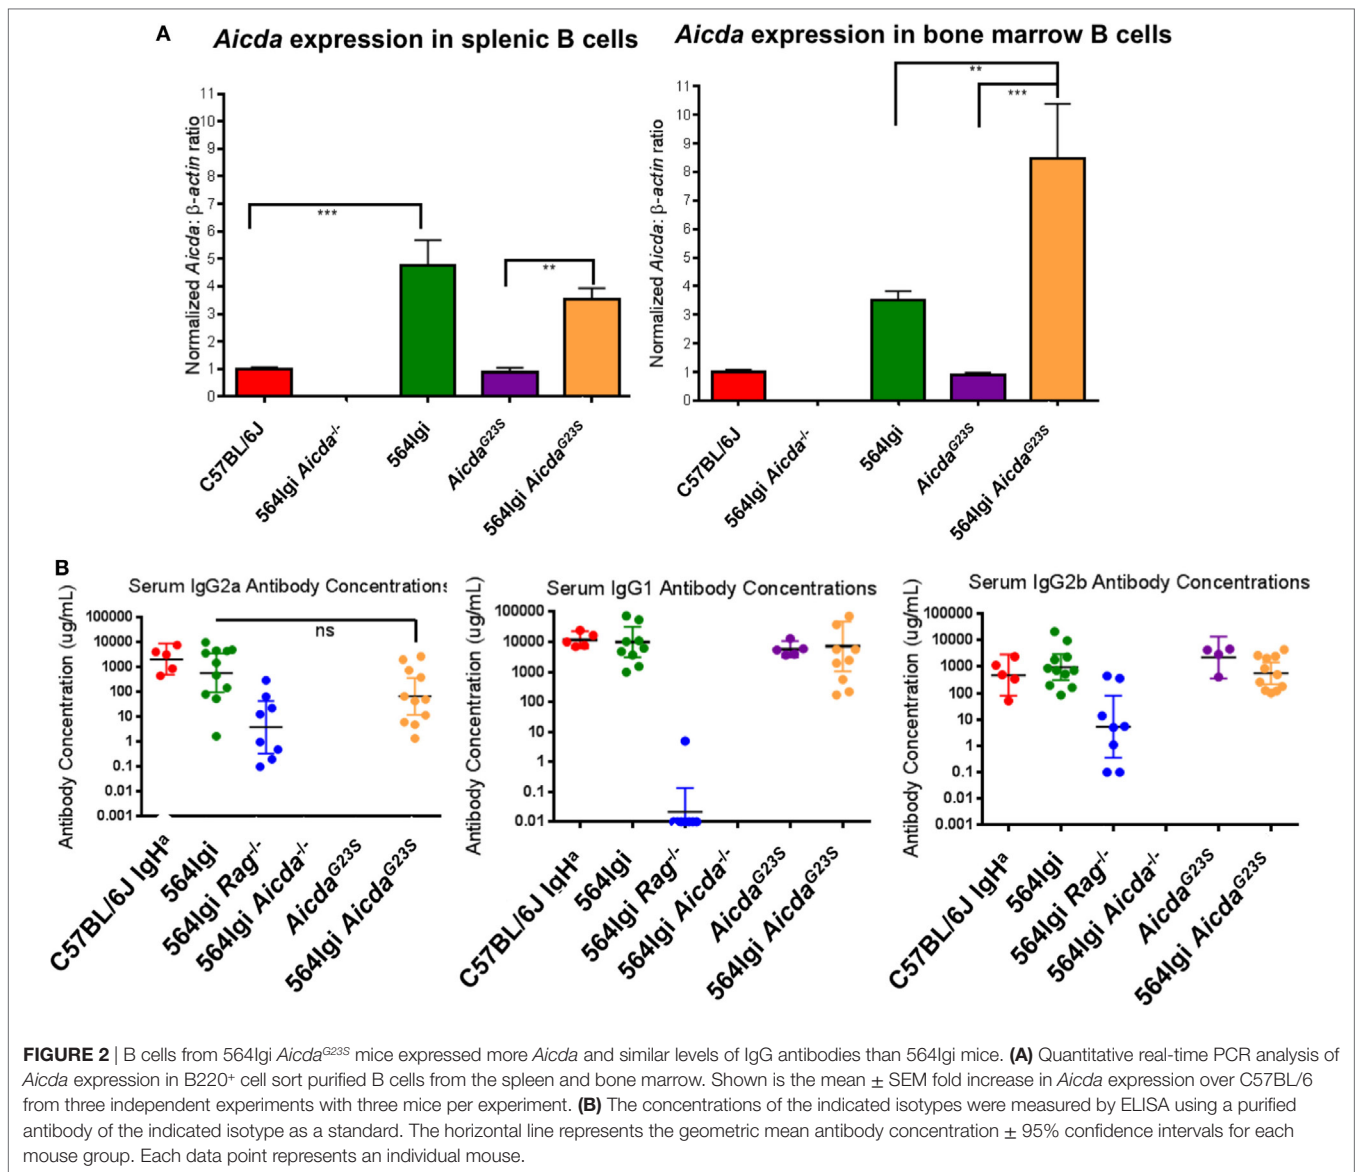 A
Aicda expression in splenic B cells
Normalized Aicda: β-actin ratio
11
10
9
8
7
6
5
4
3
2
1
0
***
**
C57BL/6J
564Igi Aicda-/-
564Igi
AicdaG23S
564Igi AicdaG23S
Aicda expression in bone marrow B cells
Normalized Aicda: β-actin ratio
11
10
9
8
7
6
5
4
3
2
1
0
**
***
C57BL/6J
564Igi Aicda-/-
564Igi
AicdaG23S
564Igi AicdaG23S
B
Serum IgG2a Antibody Concentrations
Antibody Concentration (ug/mL)
100000
10000
1000
100
10
1
0.1
0.01
0.001
ns
C57BL/6J IgHa
564Igi
564Igi Rag-/-
564Igi Aicda-/-
AicdaG23S
564Igi AicdaG23S
Serum IgG1 Antibody Concentrations
Antibody Concentration (ug/mL)
100000
10000
1000
100
10
1
0.1
0.01
C57BL/6J IgHa
564Igi
564Igi Rag-/-
564Igi Aicda-/-
AicdaG23S
564Igi AicdaG23S
Serum IgG2b Antibody Concentrations
Antibody Concentration (ug/mL)
100000
10000
1000
100
10
1
0.1
0.01
0.001
C57BL/6J IgHa
564Igi
564Igi Rag-/-
564Igi Aicda-/-
AicdaG23S
564Igi AicdaG23S
FIGURE 2 | B cells from 564Igi AicdaG23S mice expressed more Aicda and similar levels of IgG antibodies than 564Igi mice. (A) Quantitative real-time PCR analysis of
Aicda expression in B220+ cell sort purified B cells from the spleen and bone marrow. Shown is the mean ± SEM fold increase in Aicda expression over C57BL/6
from three independent experiments with three mice per experiment. (B) The concentrations of the indicated isotypes were measured by ELISA using a purified
antibody of the indicated isotype as a standard. The horizontal line represents the geometric mean antibody concentration ± 95% confidence intervals for each
mouse group. Each data point represents an individual mouse.